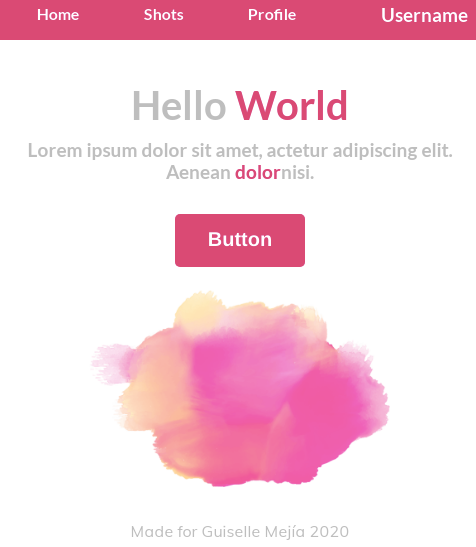 Home Shots Profile Username
Hello World
Lorem ipsum dolor sit amet, actetur adipiscing elit.
Aenean dolornisi.
Button
Made for Guiselle Mejía 2020